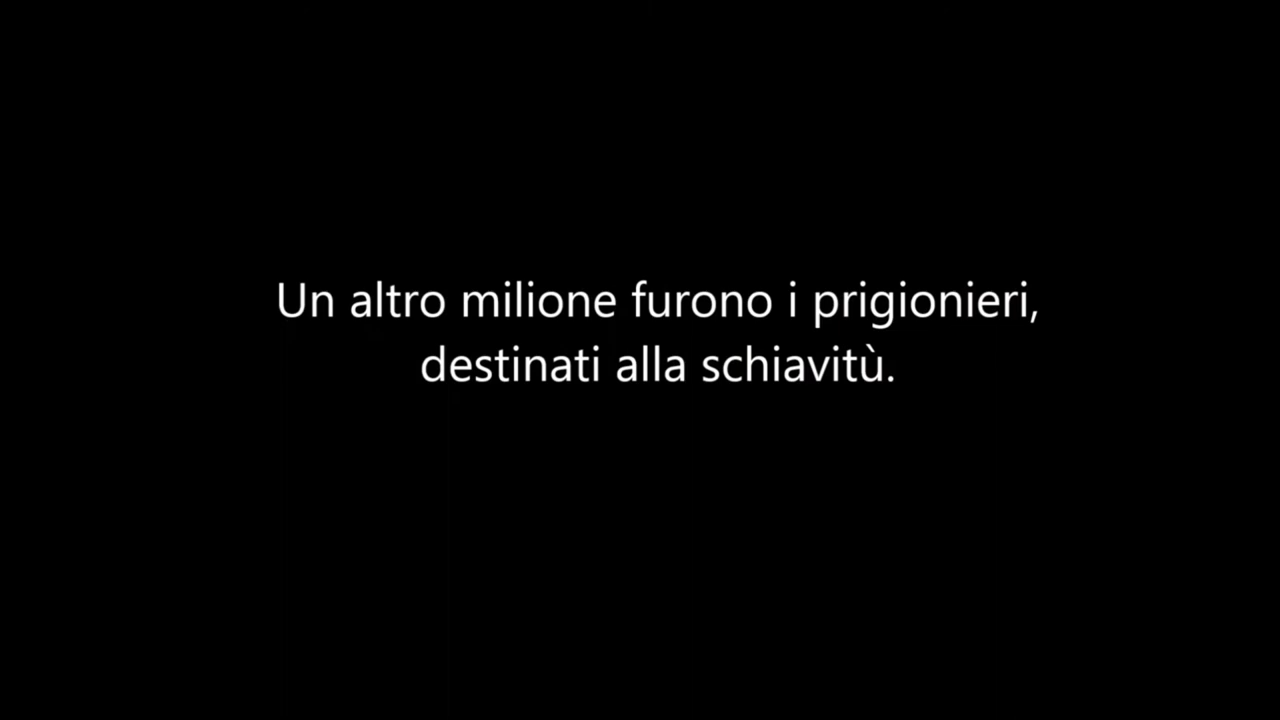 Un altro milione furono i prigionieri,
destinati alla schiavitù.